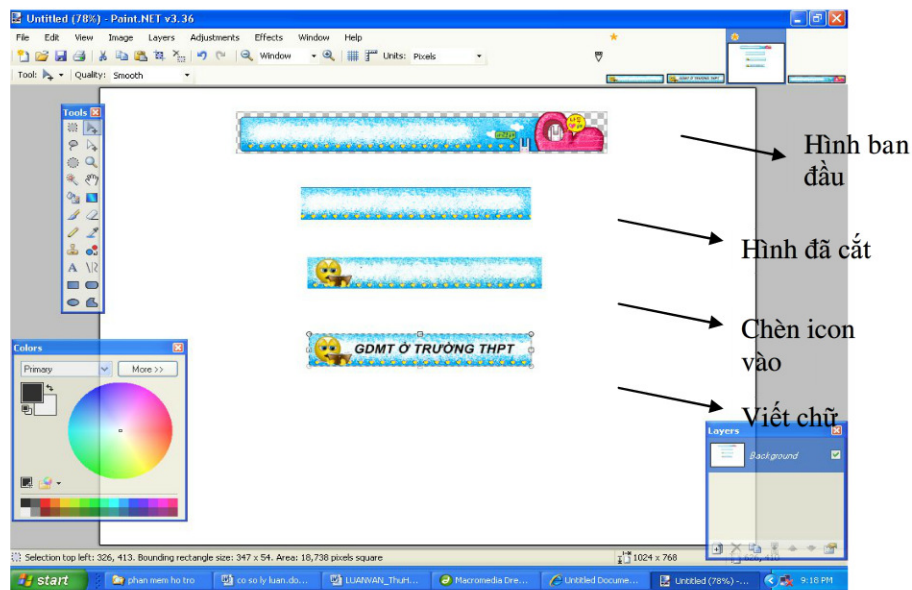 Untitled (78%) - Paint.NET v3.36
File Edit View Image Layers Adjustments Effects Window Help
Window Units: Pixels
Tool: Quality: Smooth
Tools
Hình ban
đầu
Hình đã cắt
Chèn icon
vào
GDMT Ở TRƯỜNG THPT
Viết chữ
Colors
Primary More >>
Layers
Background
Selection top left: 326, 413. Bounding rectangle size: 347 x 54. Area: 18,738 pixels square 1024 x 768
start phan mem ho tro co so ly luan.do... LUANVAN_ThuH... Macromedia Dre... Untitled Docume... Untitled (78%) -... 9:18 PM